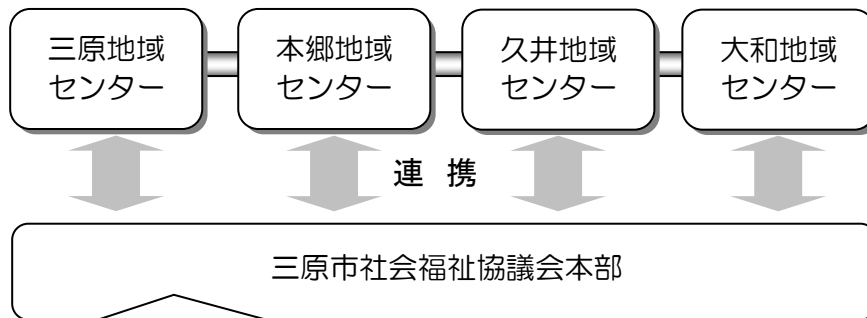 三原地域
センター
本郷地域
センター
久井地域
センター
大和地域
センター
連 携
三原市社会福祉協議会本部